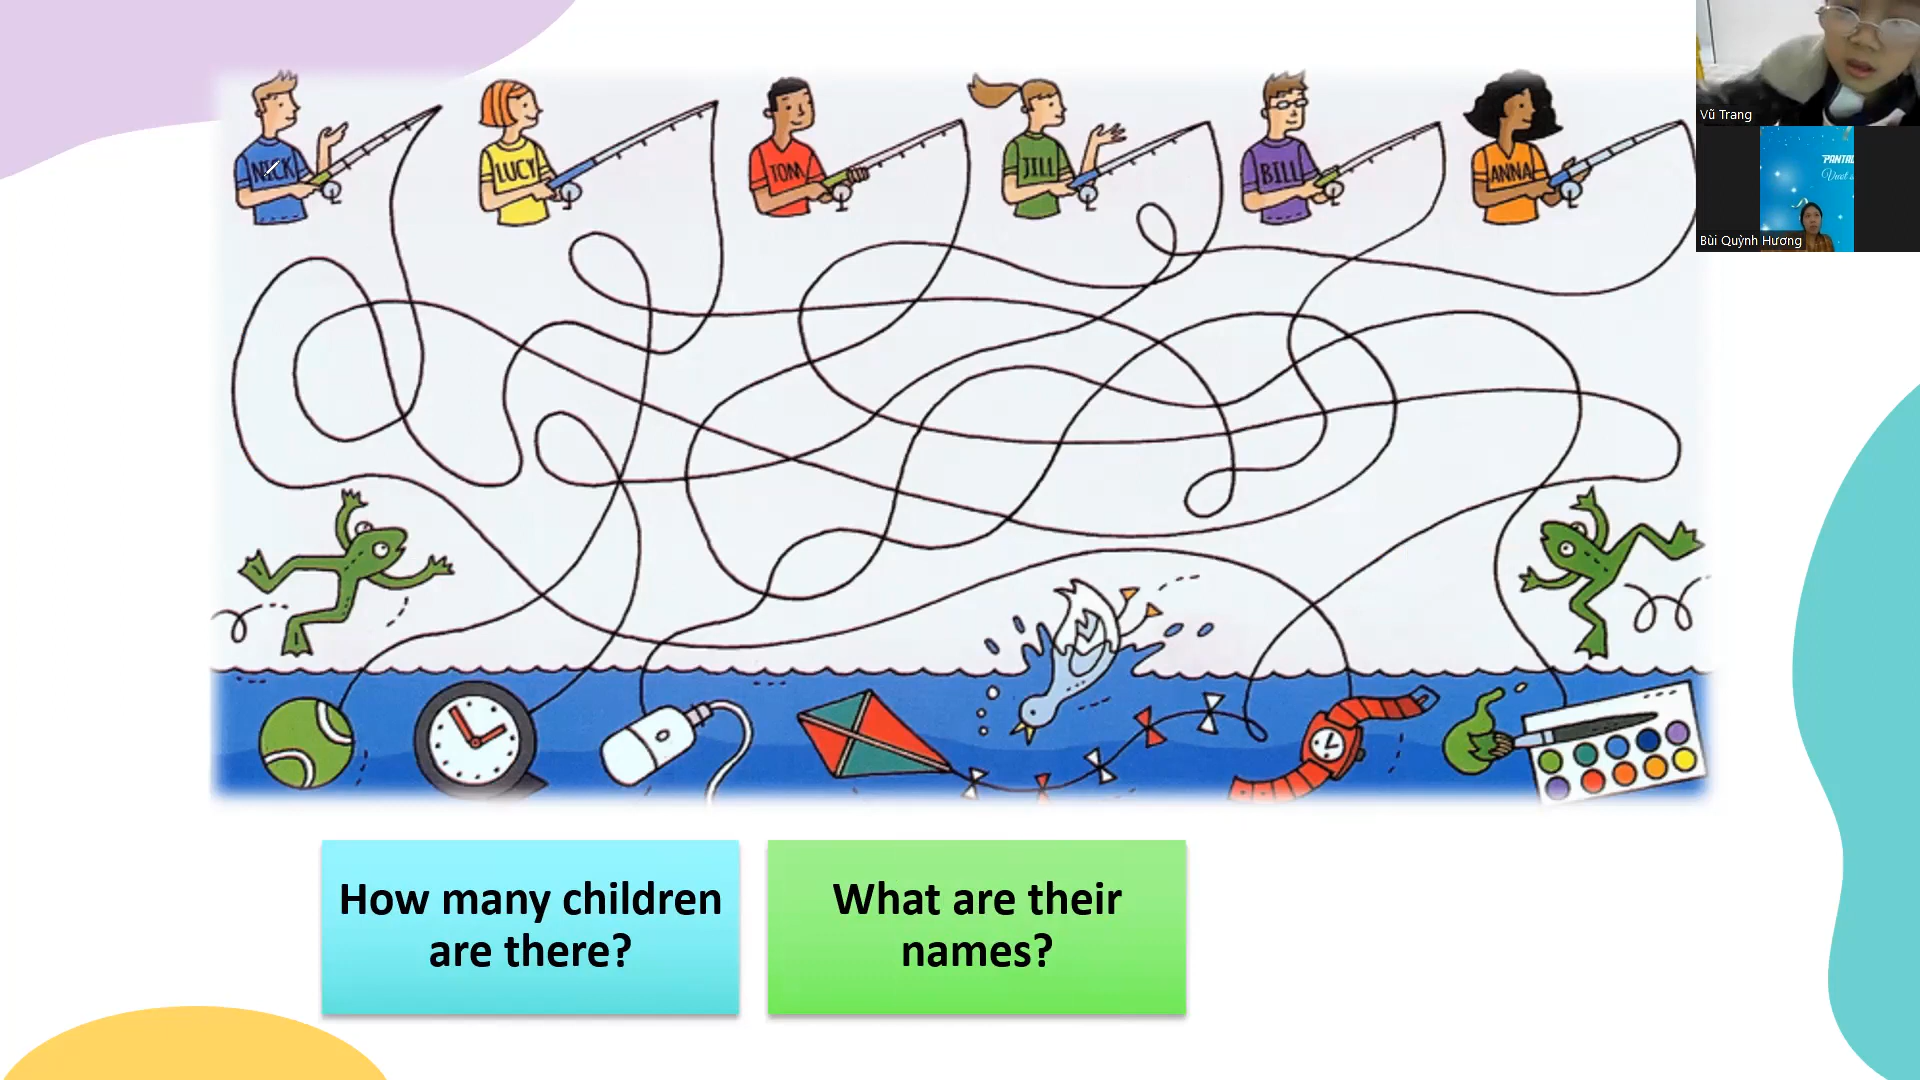 NICK
LUCY
TOM
JILL
BILL
ANNA
Vũ Trang
Bùi Quỳnh Hương
How many children
are there?
What are their
names?